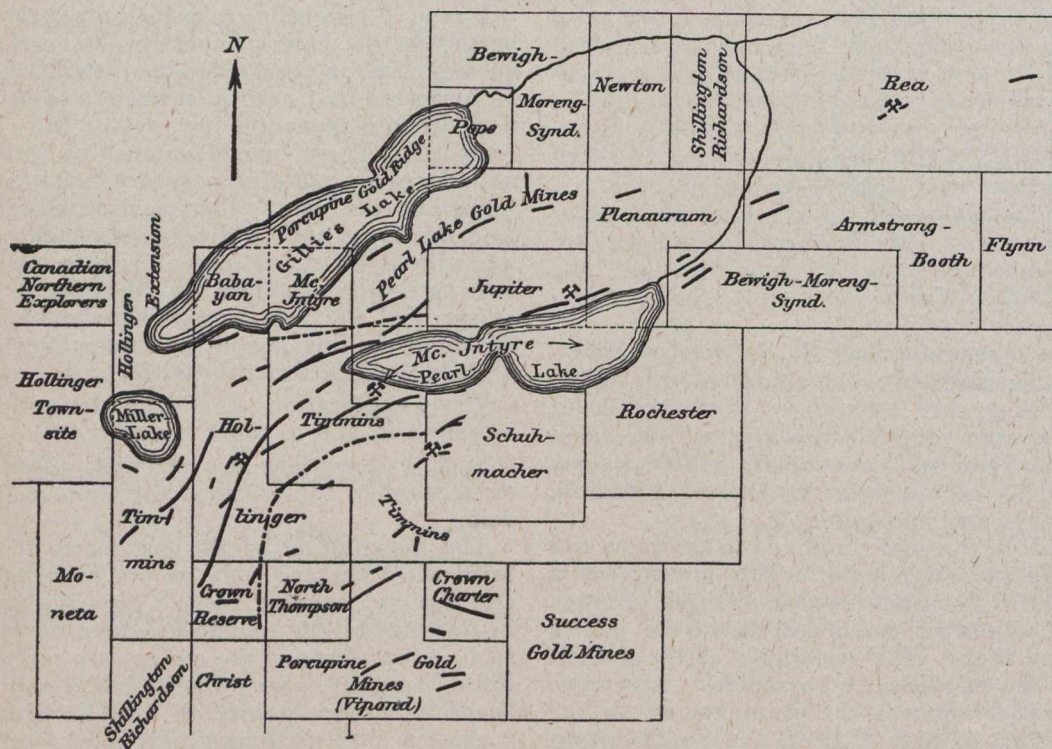 N
Bewigh-
Moreng-
Synd.
Newton
Shillington
Richardson
Rea
Pope
Porcupine Gold Ridge
Gillies
Lake
Pearl Lake Gold Mines
Plenauraum
Armstrong-
Booth
Flynn
Canadian
Northern
Explorers
Hollinger
Extension
Baba-
yan
Mc.
Jntyre
Jupiter
Bewigh-Moreng-
Synd.
Mc. Jntyre
Pearl
Lake
Hollinger
Town-
site
Miller-
Lake
Hol-
linger
Timmins
Schuh-
macher
Rochester
Tim-
mins
Timmins
Mo-
neta
Crown
Reserve
North
Thompson
Crown
Charter
Success
Gold Mines
Shillington
Richardson
Christ
Porcupine Gold
Mines
(Vipond)